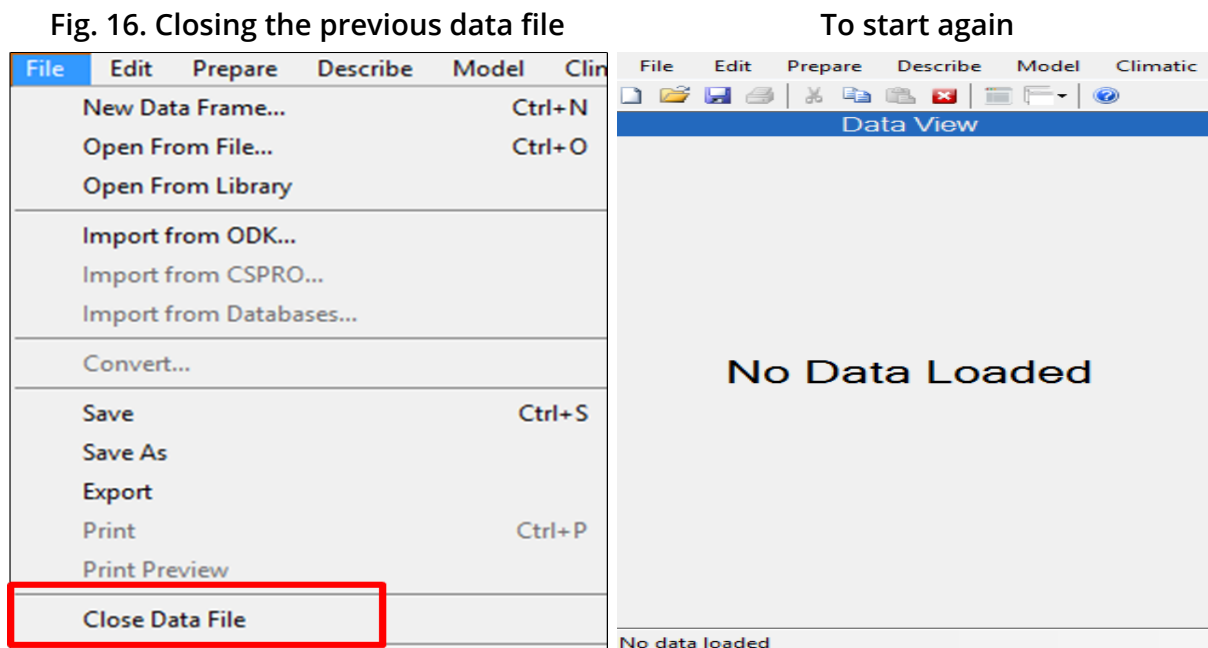 Fig. 16. Closing the previous data file
To start again
File Edit Prepare Describe Model Clin
New Data Frame... Ctrl+N
Open From File... Ctrl+O
Open From Library
Import from ODK...
Import from CSPRO...
Import from Databases...
Convert...
Save Ctrl+S
Save As
Export
Print Ctrl+P
Print Preview
Close Data File
File Edit Prepare Describe Model Climatic
Data View
No Data Loaded
No data loaded